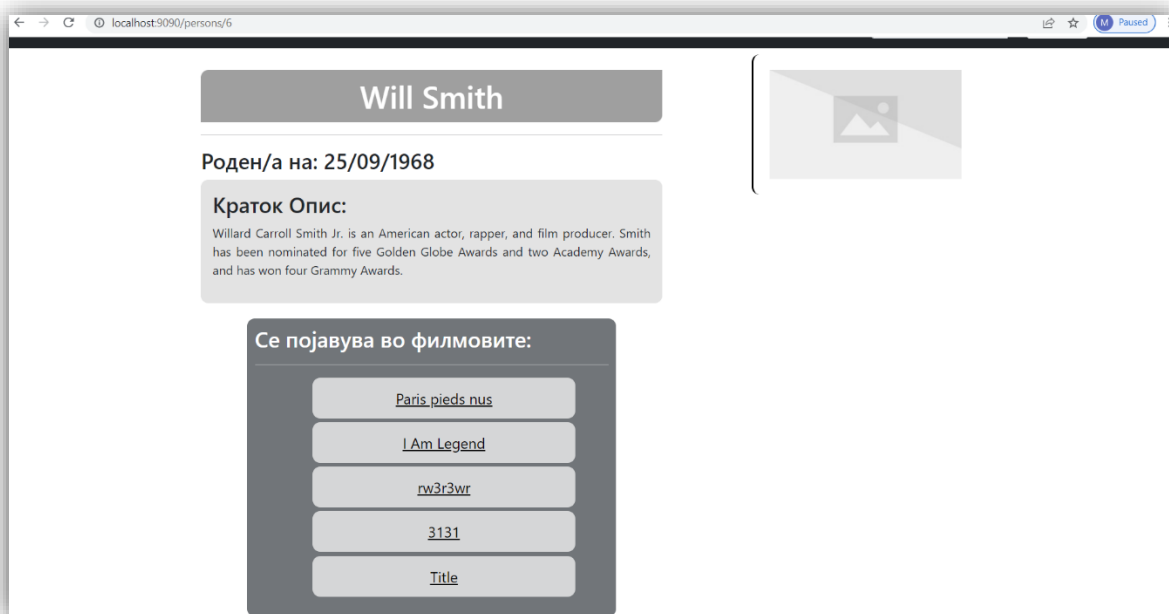 localhost:9090/persons/6
M Paused
Will Smith
Роден/а на: 25/09/1968
Краток Опис:
Willard Carroll Smith Jr. is an American actor, rapper, and film producer. Smith
has been nominated for five Golden Globe Awards and two Academy Awards,
and has won four Grammy Awards.
Се појавува во филмовите:
Paris pieds nus
I Am Legend
rw3r3wr
3131
Title